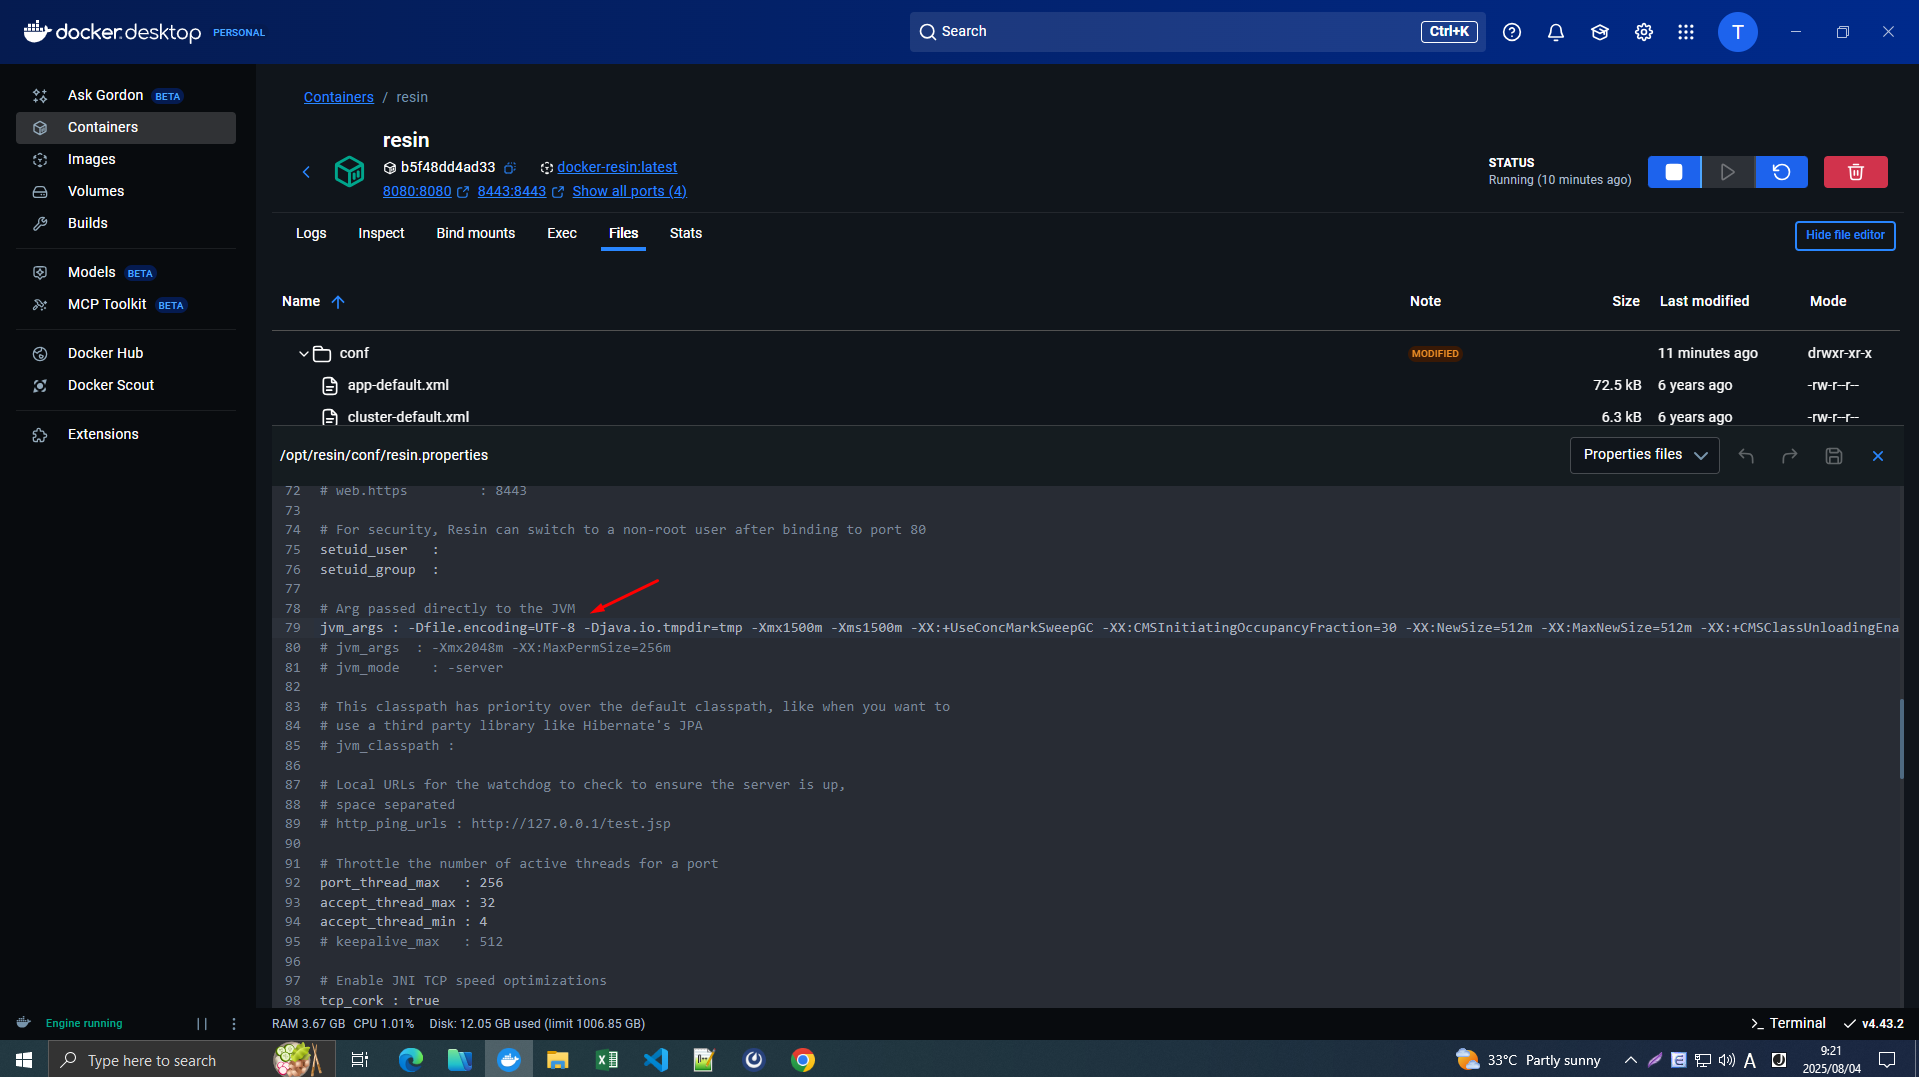 docker.desktop PERSONAL
Search Ctrl+K
T
Ask Gordon BETA
Containers
Images
Volumes
Builds
Models BETA
MCP Toolkit BETA
Docker Hub
Docker Scout
Extensions
Containers / resin
resin
b5f48dd4ad33 docker-resin:latest
8080:8080 8443:8443 Show all ports (4)
STATUS
Running (10 minutes ago)
Logs Inspect Bind mounts Exec Files Stats
Hide file editor
Name Note Size Last modified Mode
conf MODIFIED 11 minutes ago drwxr-xr-x
app-default.xml 72.5 kB 6 years ago -rw-r--r--
cluster-default.xml 6.3 kB 6 years ago -rw-r--r--
/opt/resin/conf/resin.properties Properties files
72 # web.https : 8443
73
74 # For security, Resin can switch to a non-root user after binding to port 80
75 setuid_user :
76 setuid_group :
77
78 # Arg passed directly to the JVM
79 jvm_args : -Dfile.encoding=UTF-8 -Djava.io.tmpdir=tmp -Xmx1500m -Xms1500m -XX:+UseConcMarkSweepGC -XX:CMSInitiatingOccupancyFraction=30 -XX:NewSize=512m -XX:MaxNewSize=512m -XX:+CMSClassUnloadingEna
80 # jvm_args : -Xmx2048m -XX:MaxPermSize=256m
81 # jvm_mode : -server
82
83 # This classpath has priority over the default classpath, like when you want to
84 # use a third party library like Hibernate's JPA
85 # jvm_classpath :
86
87 # Local URLs for the watchdog to check to ensure the server is up,
88 # space separated
89 # http_ping_urls : http://127.0.0.1/test.jsp
90
91 # Throttle the number of active threads for a port
92 port_thread_max : 256
93 accept_thread_max : 32
94 accept_thread_min : 4
95 # keepalive_max : 512
96
97 # Enable JNI TCP speed optimizations
98 tcp_cork : true
Engine running
RAM 3.67 GB CPU 1.01% Disk: 12.05 GB used (limit 1006.85 GB)
Terminal v4.43.2
Type here to search
33°C Partly sunny
A
9:21
2025/08/04